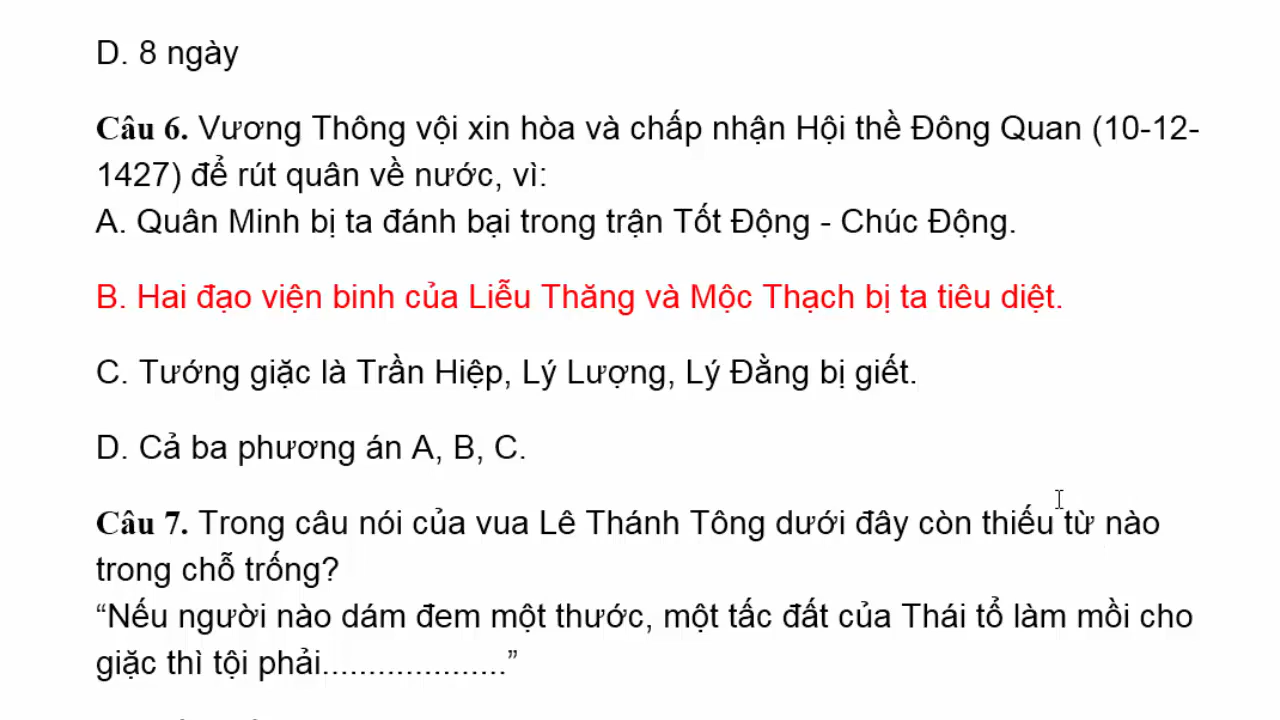 D. 8 ngày
Câu 6. Vương Thông vội xin hòa và chấp nhận Hội thề Đông Quan (10-12-
1427) để rút quân về nước, vì:
A. Quân Minh bị ta đánh bại trong trận Tốt Động - Chúc Động.
B. Hai đạo viện binh của Liễu Thăng và Mộc Thạch bị ta tiêu diệt.
C. Tướng giặc là Trần Hiệp, Lý Lượng, Lý Đằng bị giết.
D. Cả ba phương án A, B, C.
Câu 7. Trong câu nói của vua Lê Thánh Tông dưới đây còn thiếu từ nào
trong chỗ trống?
“Nếu người nào dám đem một thước, một tấc đất của Thái tổ làm mồi cho
giặc thì tội phải....................”